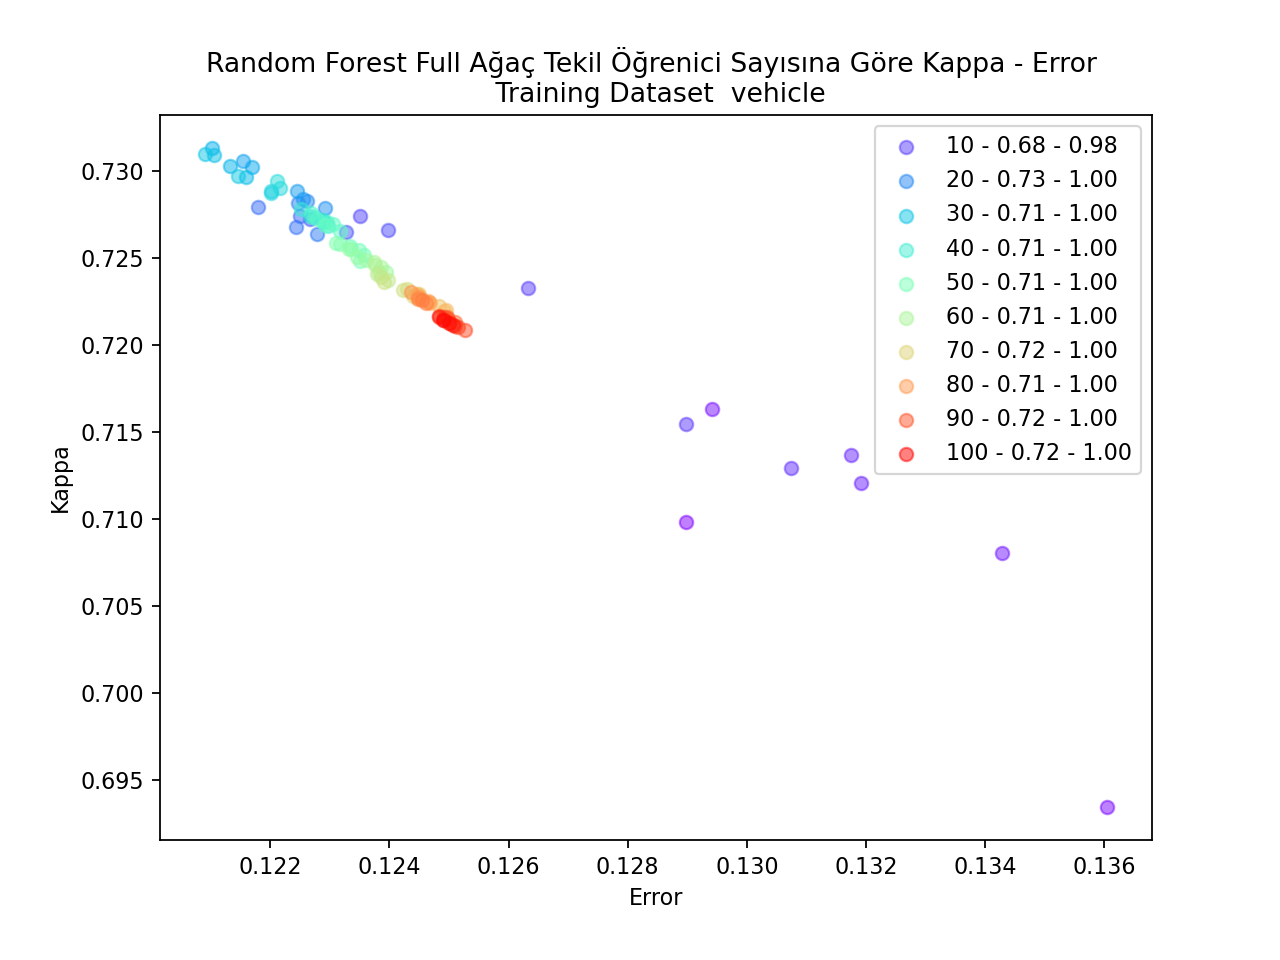 Random Forest Full Ağaç Tekil Öğrenici Sayısına Göre Kappa - Error
Training Dataset  vehicle
10 - 0.68 - 0.98
20 - 0.73 - 1.00
30 - 0.71 - 1.00
40 - 0.71 - 1.00
50 - 0.71 - 1.00
60 - 0.71 - 1.00
70 - 0.72 - 1.00
80 - 0.71 - 1.00
90 - 0.72 - 1.00
100 - 0.72 - 1.00
Kappa
0.730
0.725
0.720
0.715
0.710
0.705
0.700
0.695
0.122 0.124 0.126 0.128 0.130 0.132 0.134 0.136
Error